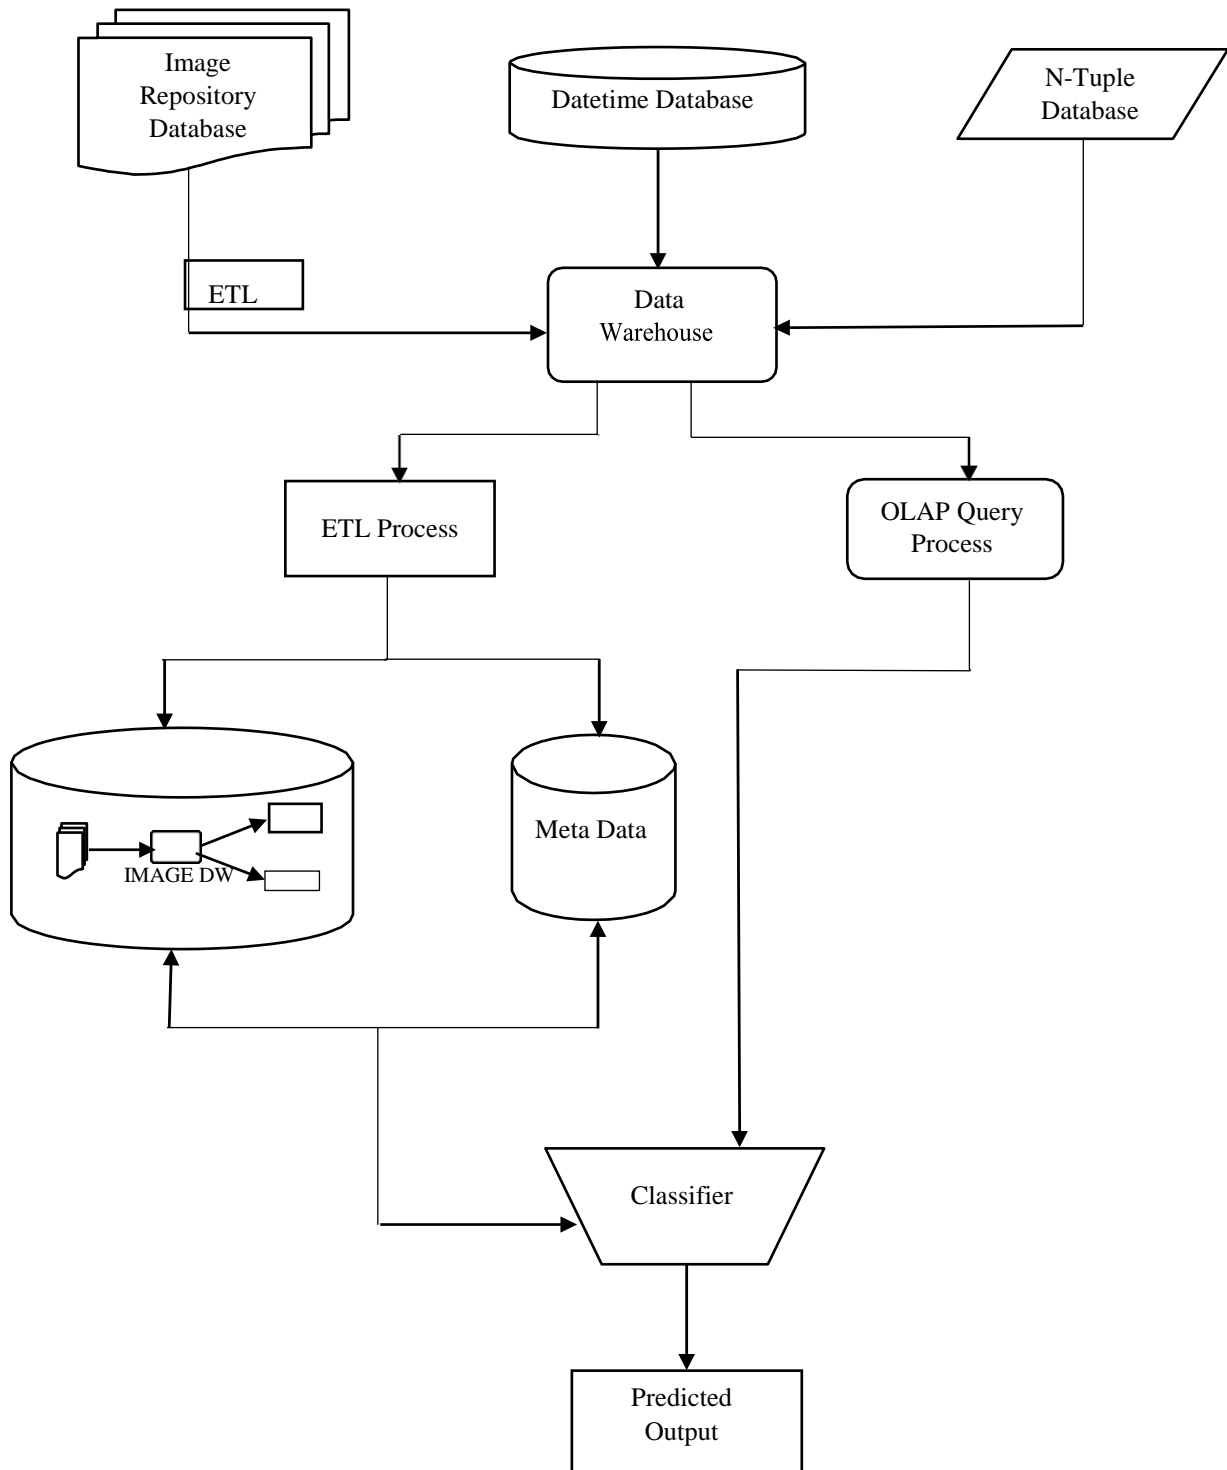 Image
Repository
Database
Datetime Database
N-Tuple
Database
ETL
Data
Warehouse
ETL Process
OLAP Query
Process
IMAGE DW
Meta Data
Classifier
Predicted
Output